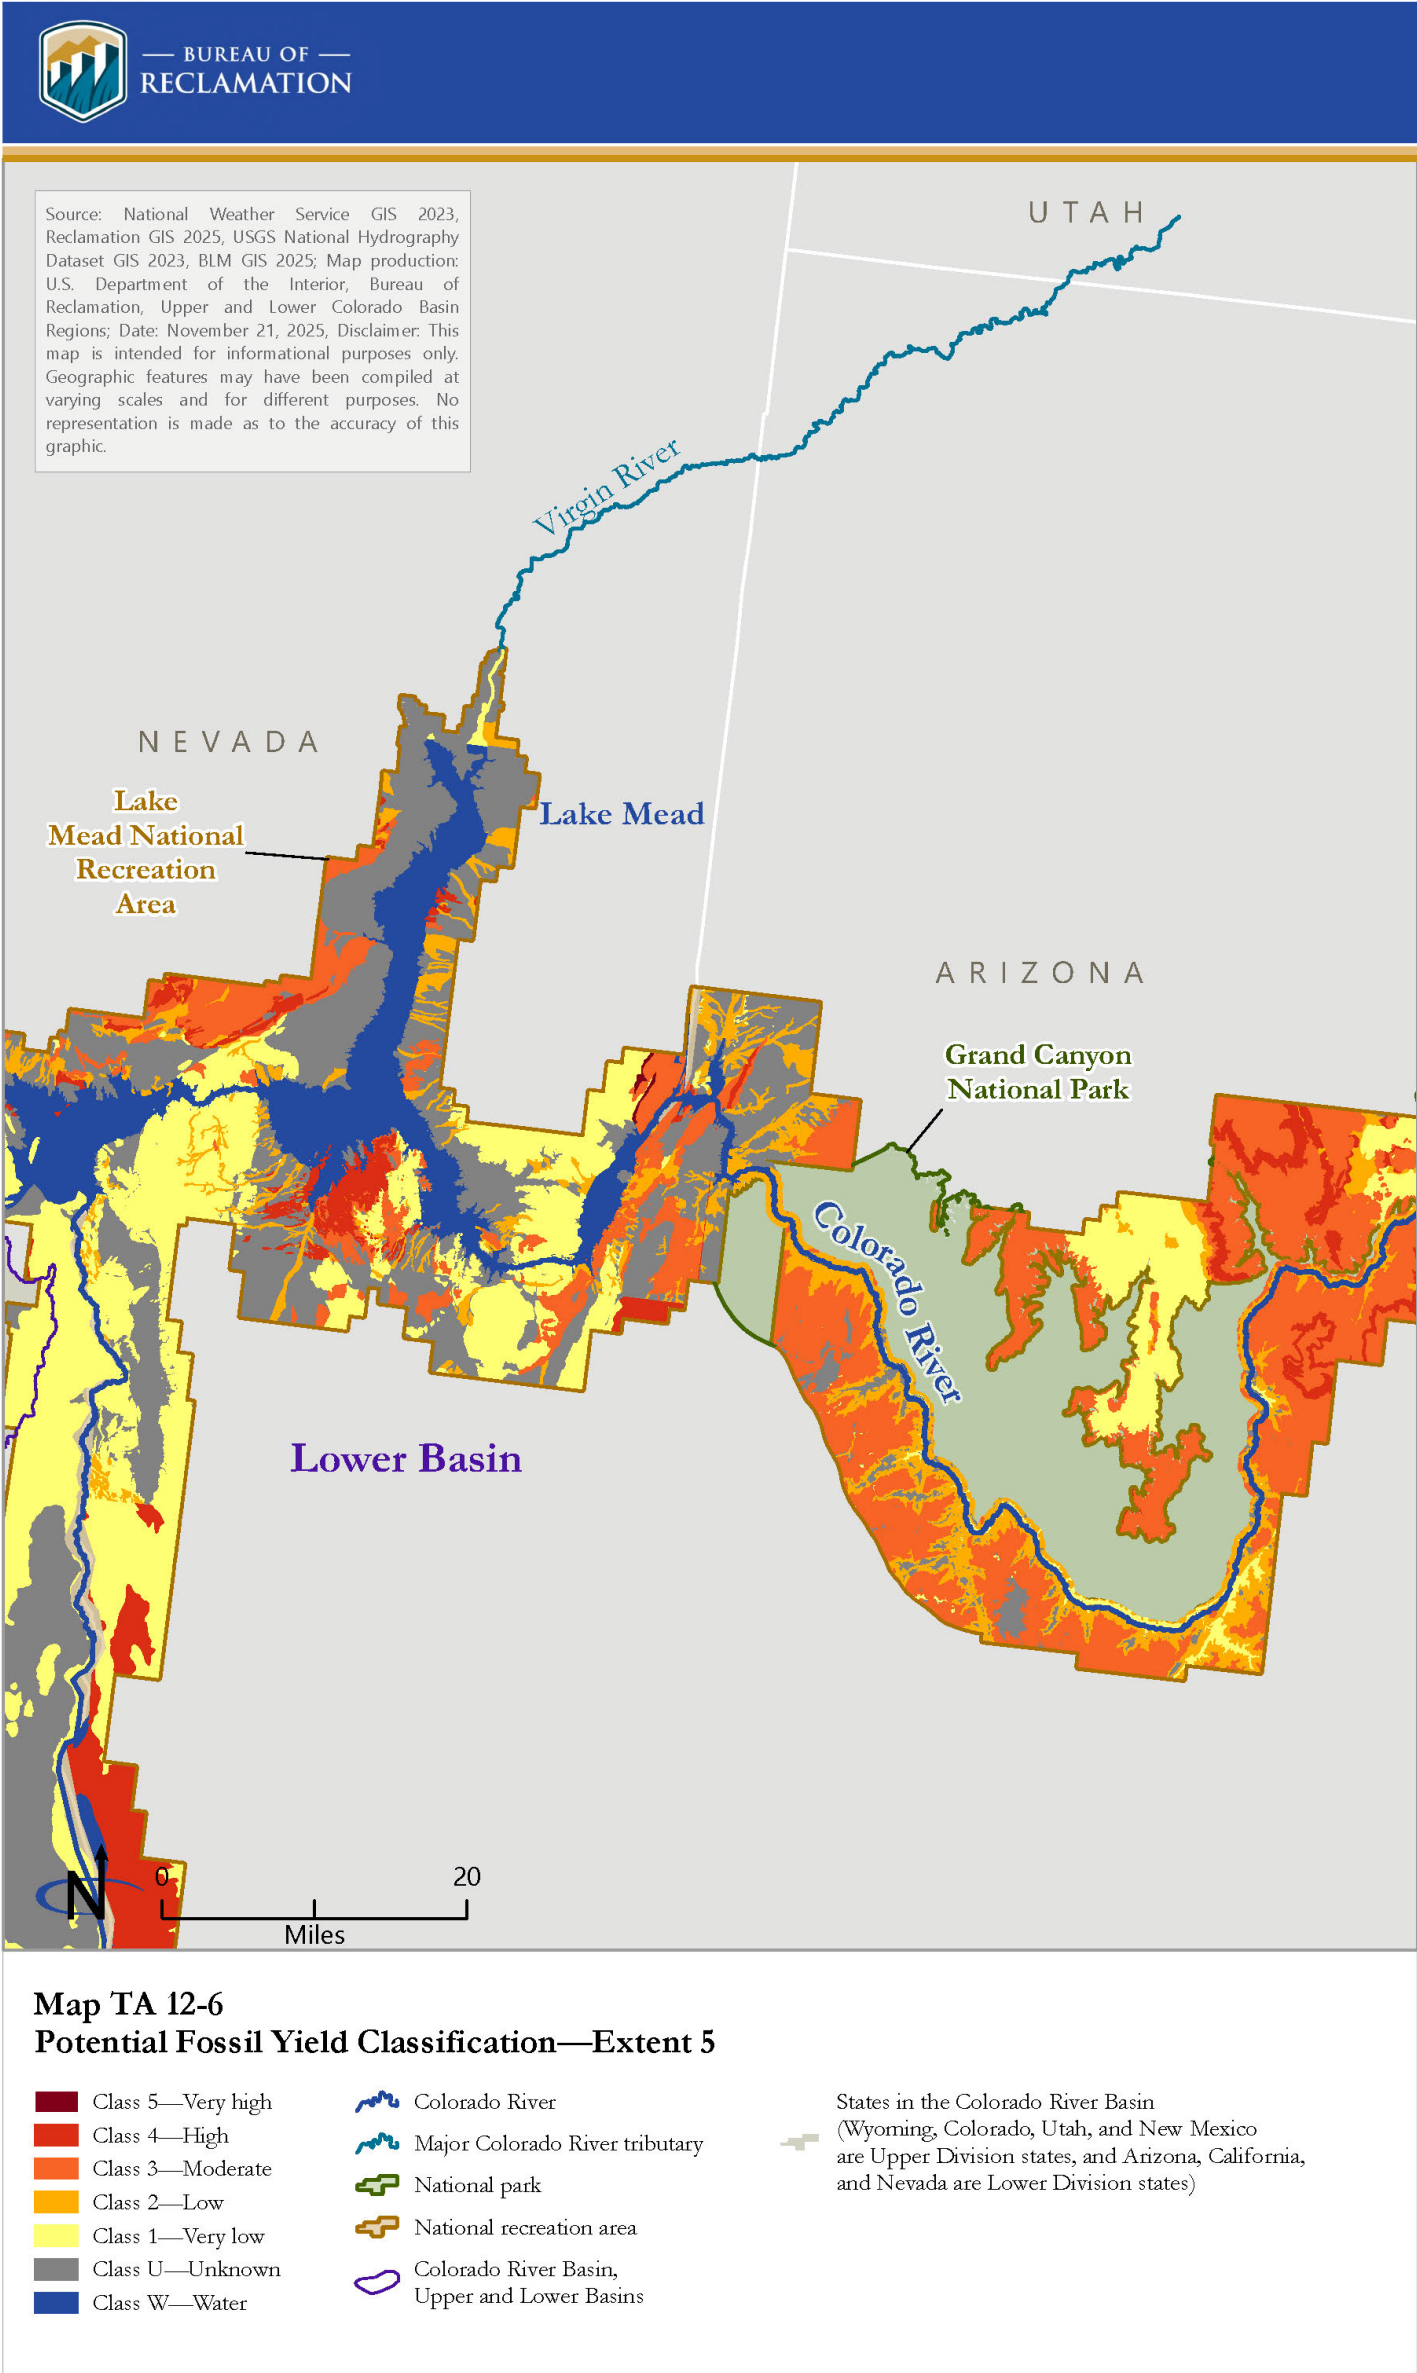 BUREAU OF
RECLAMATION
Source: National Weather Service GIS 2023,
Reclamation GIS 2025, USGS National Hydrography
Dataset GIS 2023, BLM GIS 2025; Map production:
U.S. Department of the Interior, Bureau of
Reclamation, Upper and Lower Colorado Basin
Regions; Date: November 21, 2025, Disclaimer: This
map is intended for informational purposes only.
Geographic features may have been compiled at
varying scales and for different purposes. No
representation is made as to the accuracy of this
graphic.
UTAH
Virgin River
NEVADA
Lake
Mead National
Recreation
Area
Lake Mead
ARIZONA
Grand Canyon
National Park
Colorado River
Lower Basin
N
0 20
Miles
Map TA 12-6
Potential Fossil Yield Classification—Extent 5
Class 5—Very high
Class 4—High
Class 3—Moderate
Class 2—Low
Class 1—Very low
Class U—Unknown
Class W—Water
Colorado River
Major Colorado River tributary
National park
National recreation area
Colorado River Basin,
Upper and Lower Basins
States in the Colorado River Basin
(Wyoming, Colorado, Utah, and New Mexico
are Upper Division states, and Arizona, California,
and Nevada are Lower Division states)